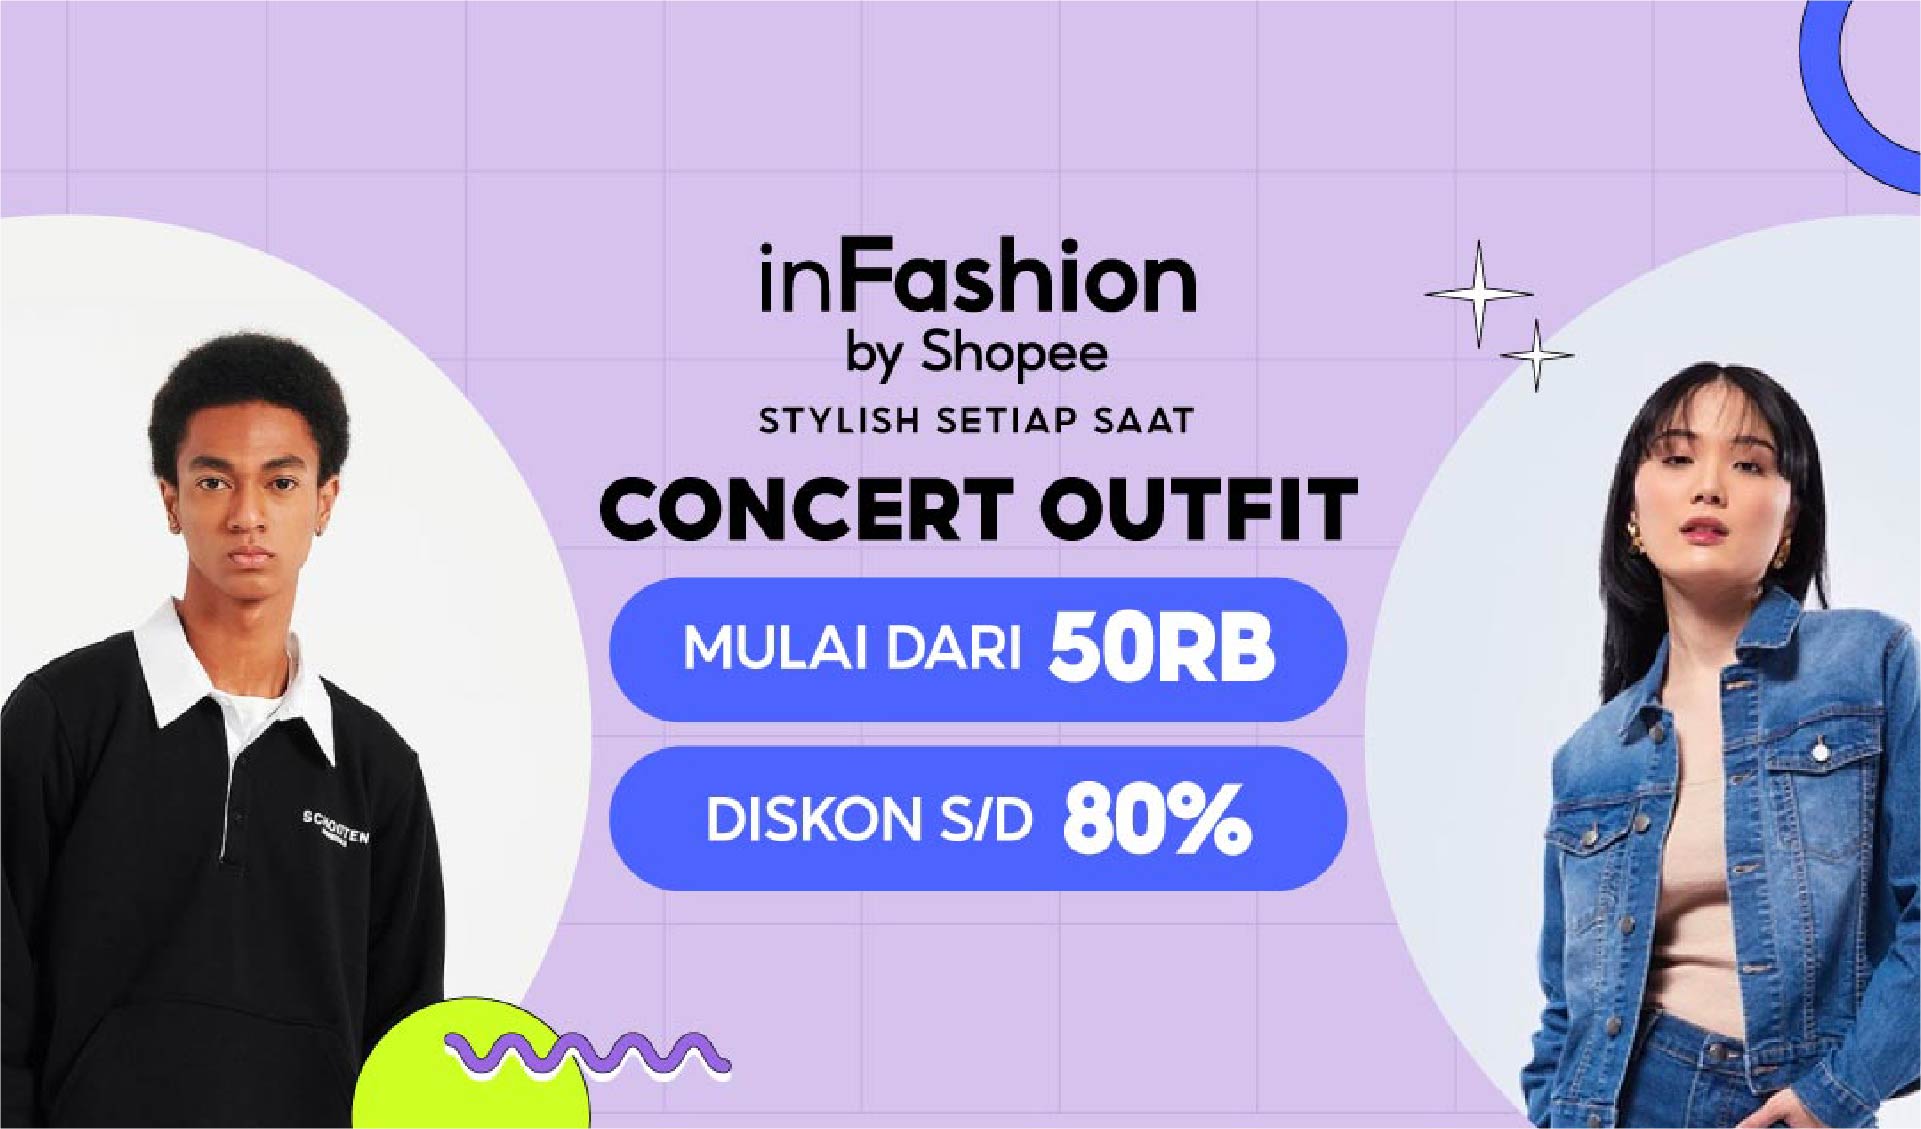 inFashion
by Shopee
STYLISH SETIAP SAAT
CONCERT OUTFIT
MULAI DARI 50RB
DISKON S/D 80%